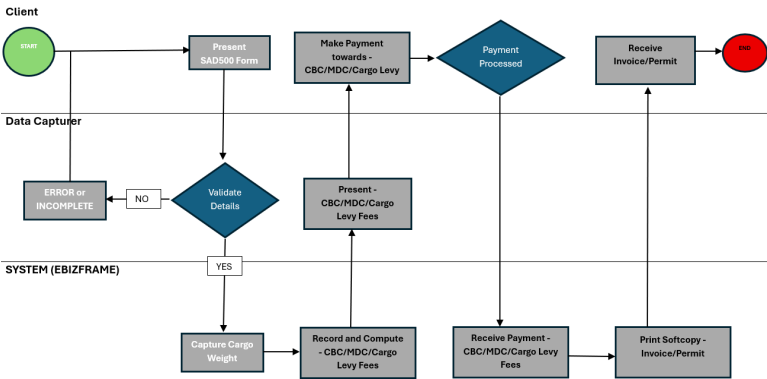 Client
START
Present
SAD500 Form
Make Payment
towards -
CBC/MDC/Cargo Levy
Payment
Processed
Receive
Invoice/Permit
END
Data Capturer
ERROR or
INCOMPLETE
NO
Validate
Details
Present -
CBC/MDC/Cargo
Levy Fees
YES
SYSTEM (EBIZFRAME)
Capture Cargo
Weight
Record and Compute
- CBC/MDC/Cargo
Levy Fees
Receive Payment -
CBC/MDC/Cargo Levy
Fees
Print Softcopy -
Invoice/Permit